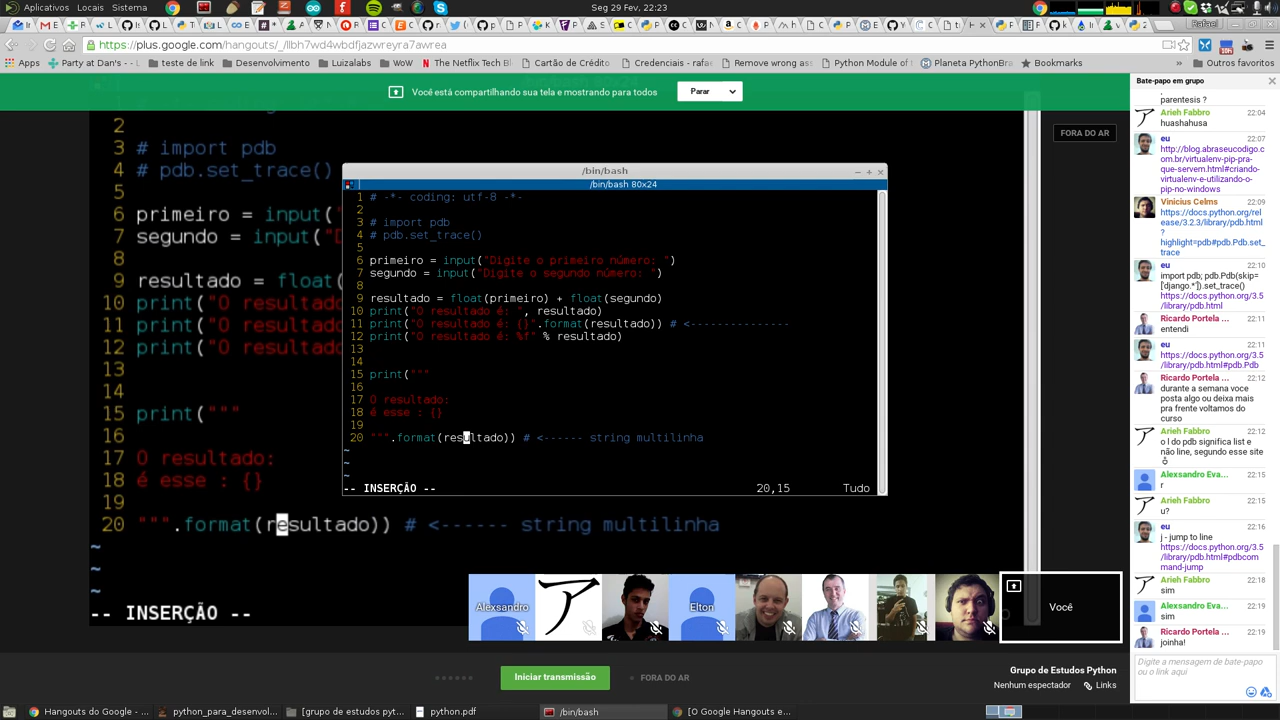 Aplicativos Locais
Seg 29 Fev, 22:23
Rafael
https://plus.google.com/hangouts/_/llbh7wd4wbdfjazwreyra7awrea
Apps
Party at Dan's -- L
teste de link
Desenvolvimento
Luizalabs
WoW
The Netflix Tech B
Cartão de Crédito
Credenciais - rafae
Remove wrong ass
Python Module of
Planeta PythonBra
Bookmarks
»
Outros favoritos
Você está compartilhando sua tela e mostrando para todos
Parar
FORA DO AR
2
3 # import pdb
4 # pdb.set_trace()
5
6 primeiro = input("
7 segundo = input("D
8
9 resultado = float(
10 print("O resultado
11 print("O resultado
12 print("O resultado
13
14
15 print("""
16
17 O resultado:
18 é esse : {}
19
20 """.format(resultado)) # <------ string multilinha
~
~
-- INSERÇÃO --
/bin/bash
/bin/bash 80x24
1 # -*- coding: utf-8 -*-
2
3 # import pdb
4 # pdb.set_trace()
5
6 primeiro = input("Digite o primeiro número: ")
7 segundo = input("Digite o segundo número: ")
8
9 resultado = float(primeiro) + float(segundo)
10 print("O resultado é: ", resultado)
11 print("O resultado é: {}".format(resultado)) # <---------------
12 print("O resultado é: %f" % resultado)
13
14
15 print("""
16
17 O resultado:
18 é esse : {}
19
20 """.format(resultado)) # <------ string multilinha
~
~
~
-- INSERÇÃO -- 20,15 Tudo
Alexsandro
Elton
Você
Iniciar transmissão
FORA DO AR
Grupo de Estudos Python
Nenhum espectador
Links
Bate-papo em grupo
parentesis ?
Arieh Fabbro 22:04
huashahusa
eu 22:07
http://blog.abraseucodigo.c
om.br/virtualenv-pip-pra-
que-servem.html#criando-
virtualenv-e-utilizando-o-
pip-no-windows
Vinicius Celms 22:09
https://docs.python.org/rel
ease/3.2.3/library/pdb.html
?
highlight=pdb#pdb.Pdb.set_
trace
eu 22:10
import pdb; pdb.Pdb(skip=
['django.*']).set_trace()
https://docs.python.org/3.5
/library/pdb.html
Ricardo Portela ... 22:11
entendi
eu 22:11
https://docs.python.org/3.5
/library/pdb.html#pdb.Pdb
Ricardo Portela ... 22:12
durante a semana voce
posta algo ou deixa mais
pra frente voltamos do
curso
Arieh Fabbro 22:12
o l do pdb significa list e
não line, segundo esse site
Alexsandro Eva... 22:15
r
Arieh Fabbro 22:15
u?
eu 22:16
j - jump to line
https://docs.python.org/3.5
/library/pdb.html#pdbcom
mand-jump
Arieh Fabbro 22:18
sim
Alexsandro Eva... 22:19
sim
Ricardo Portela ... 22:19
joinha!
Digite a mensagem de bate-papo
ou o link aqui
Hangouts do Google - ...
python_para_desenvol...
[grupo de estudos pyt...
python.pdf
/bin/bash
[O Google Hangouts e...